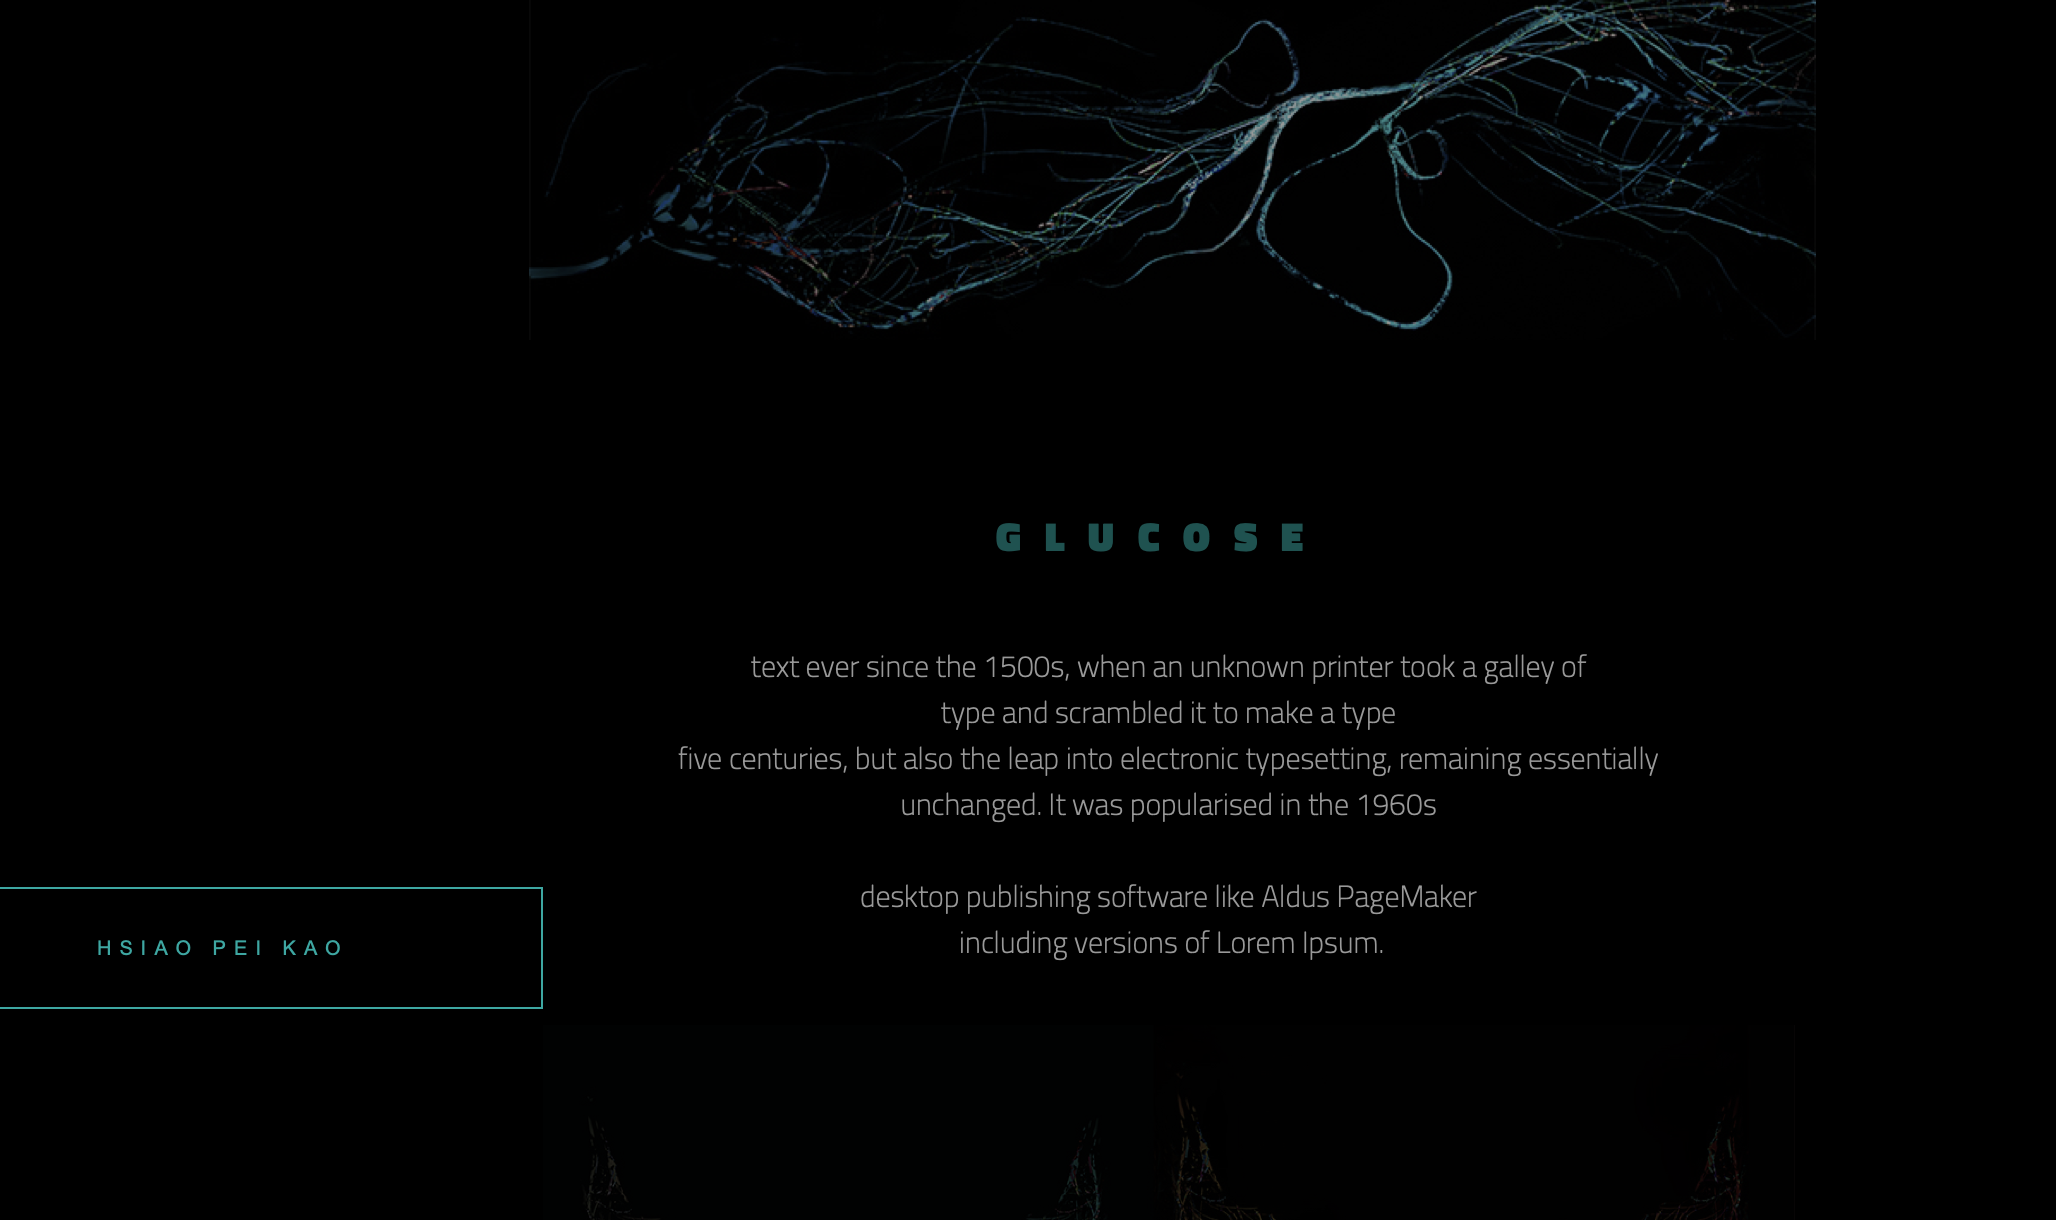 GLUCOSE
text ever since the 1500s, when an unknown printer took a galley of
type and scrambled it to make a type
five centuries, but also the leap into electronic typesetting, remaining essentially
unchanged. It was popularised in the 1960s
desktop publishing software like Aldus PageMaker
including versions of Lorem Ipsum.
HSIAO PEI KAO